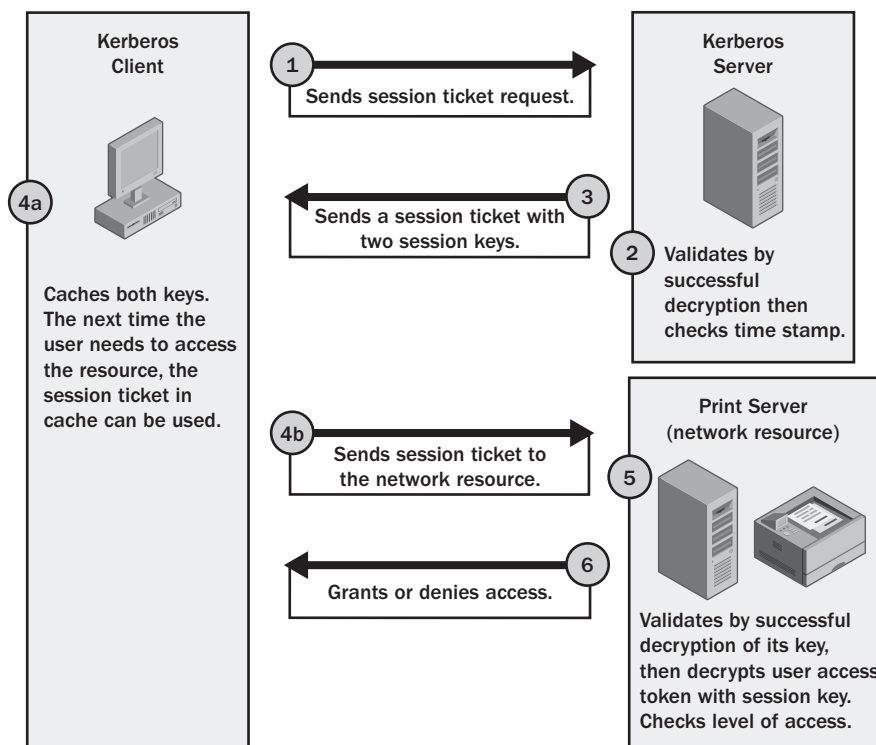 Kerberos
Client
4a
Caches both keys.
The next time the
user needs to access
the resource, the
session ticket in
cache can be used.
1
Sends session ticket request.
3
Sends a session ticket with
two session keys.
Kerberos
Server
2
Validates by
successful
decryption then
checks time stamp.
4b
Sends session ticket to
the network resource.
Print Server
(network resource)
5
Validates by successful
decryption of its key,
then decrypts user access
token with session key.
Checks level of access.
6
Grants or denies access.